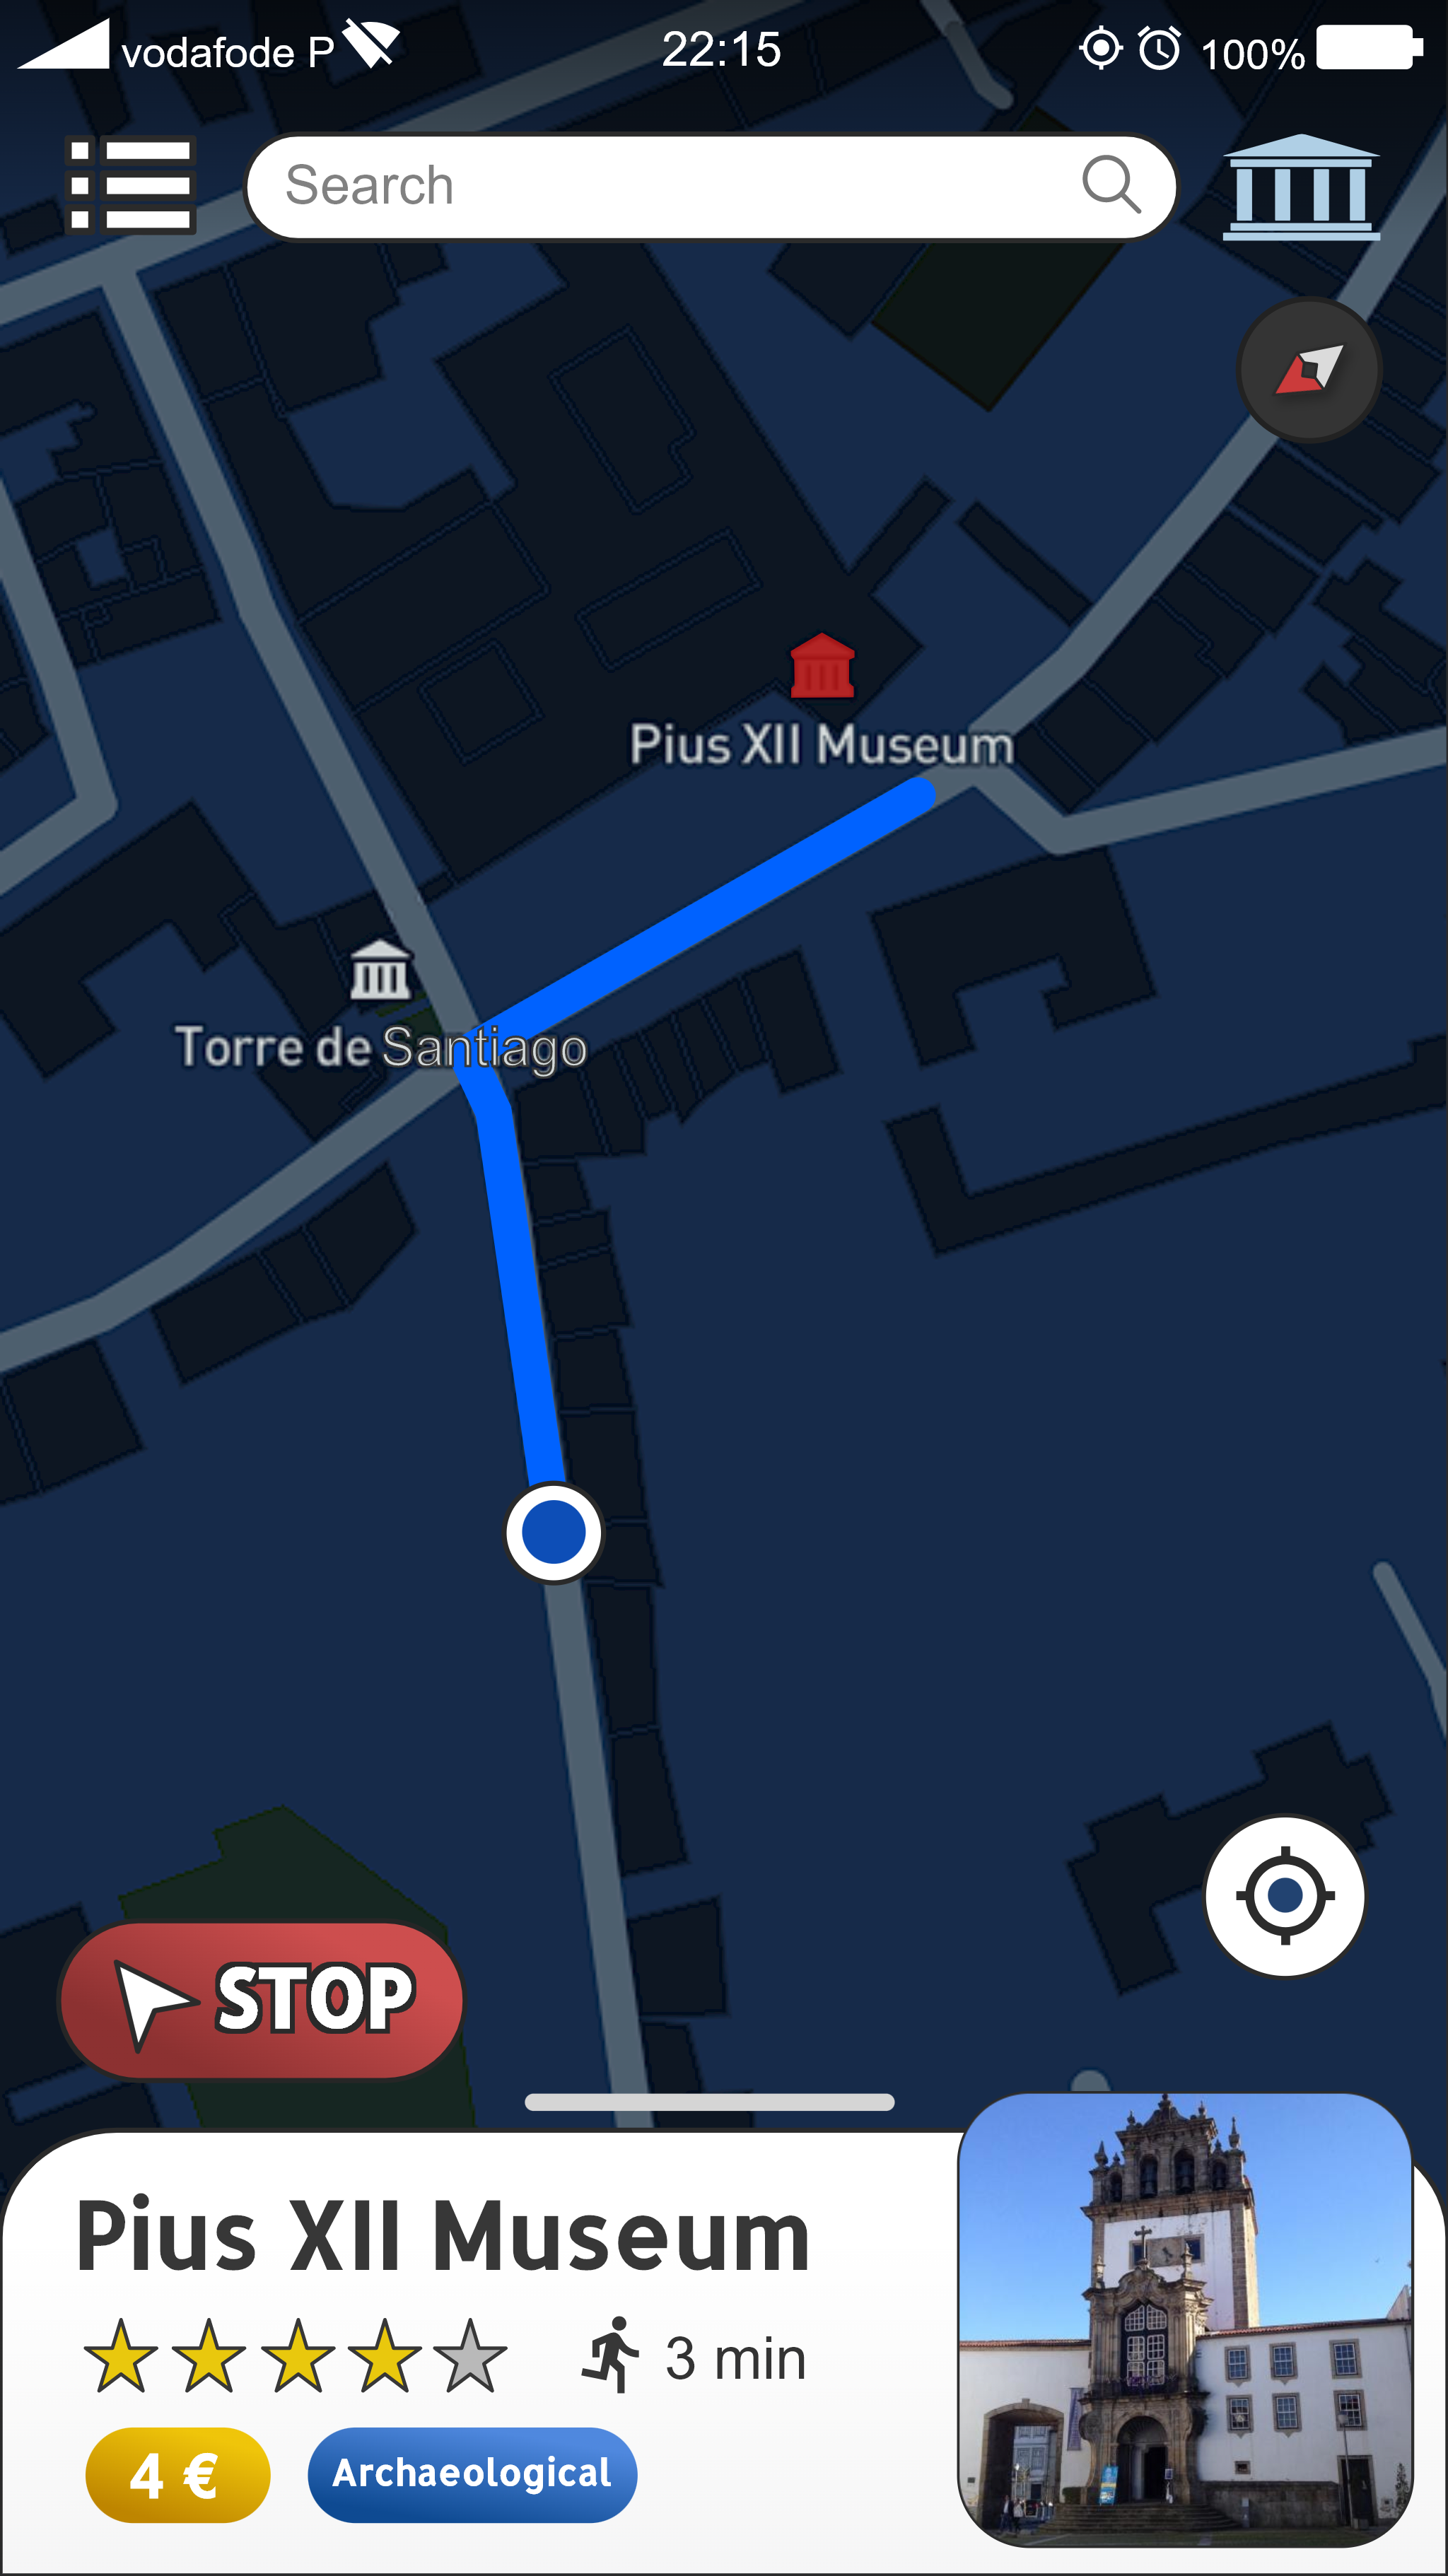 vodafode P
22:15
100%
Search
Pius XII Museum
Torre de Santiago
STOP
Pius XII Museum
3 min
4 €
Archaeological